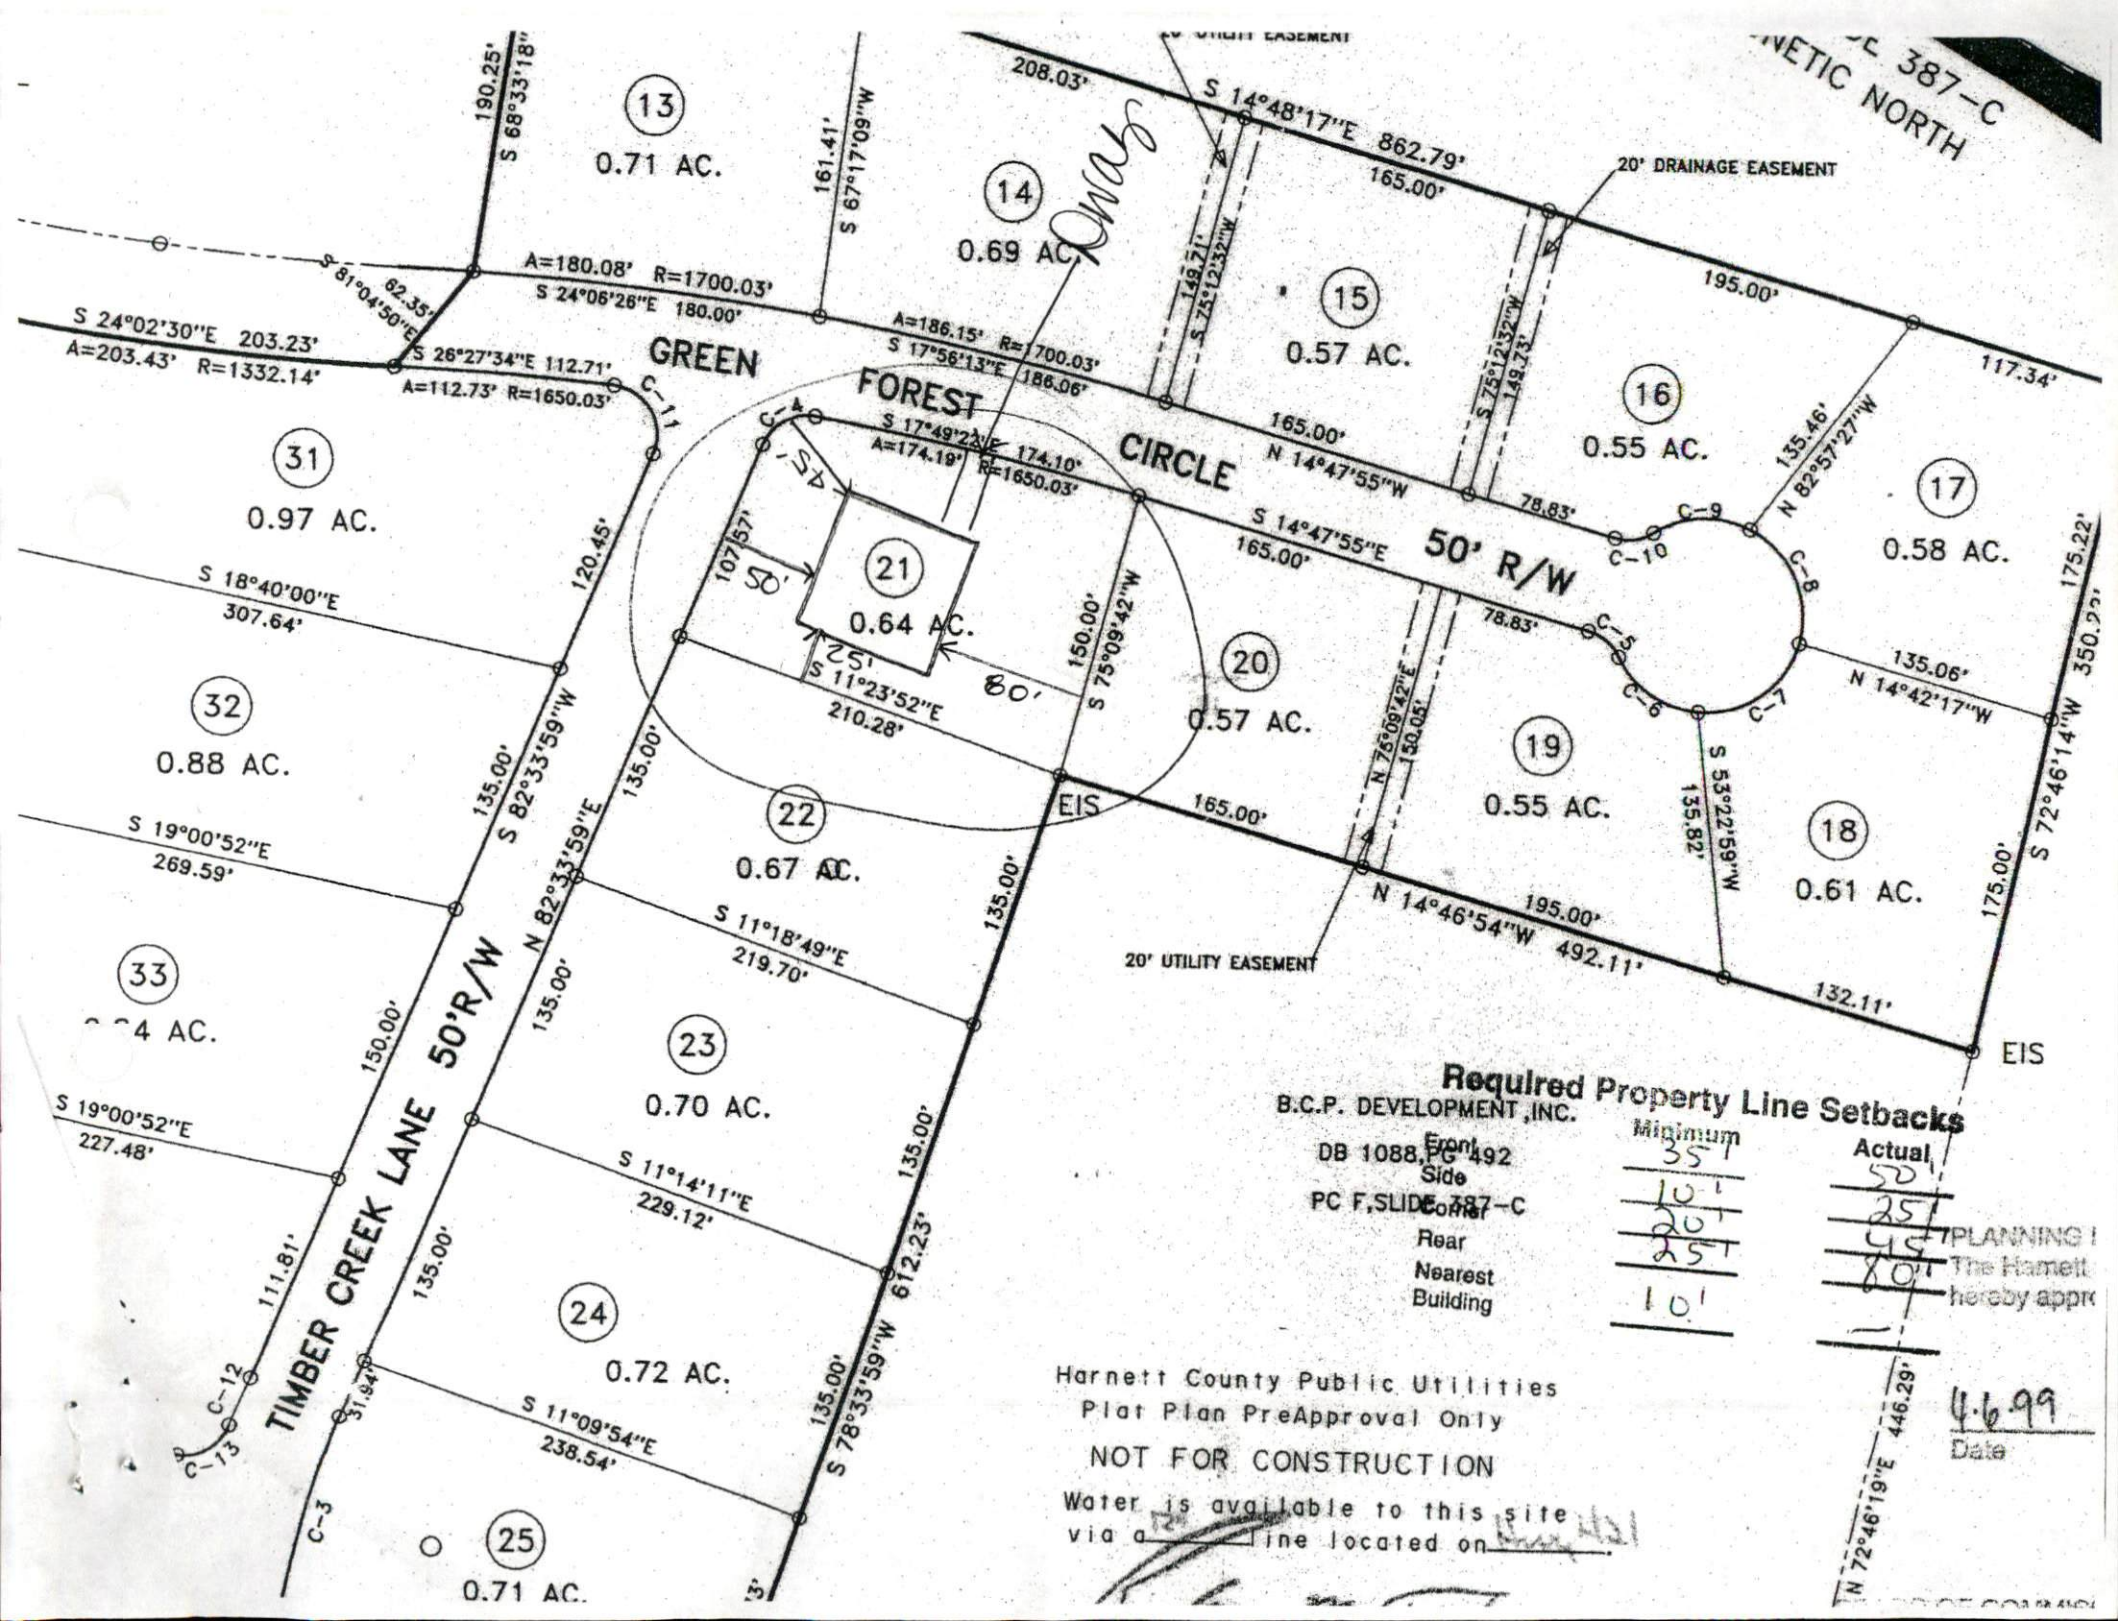 20' UTILITY EASEMENT
387-C
NETIC NORTH
190.25'
S 68°33'18"
13
0.71 AC.
161.41'
S 67°17'09"W
208.03'
S 14°48'17"E 862.79'
165.00'
20' DRAINAGE EASEMENT
14
0.69 AC.
149.71'
S 75°12'32"W
15
0.57 AC.
S 75°12'32"W
149.73'
195.00'
117.34'
16
0.55 AC.
135.46'
N 82°57'27"W
17
0.58 AC.
175.22'
S 81°04'50"E
62.35'
A=180.08' R=1700.03'
S 24°06'26"E 180.00'
A=186.15' R=1700.03'
S 17°56'13"E 186.06'
S 24°02'30"E 203.23'
A=203.43' R=1332.14'
S 26°27'34"E 112.71'
A=112.73' R=1650.03'
C-11
GREEN
FOREST
CIRCLE
50' R/W
C-4
S 17°49'22"E 174.10'
A=174.19' R=1650.03'
165.00'
N 14°47'55"W
78.83'
C-10
C-9
C-8
S 14°47'55"E
165.00'
78.83'
C-5
C-6
C-7
31
0.97 AC.
120.45'
S 18°40'00"E
307.64'
107.57'
45'
50'
21
0.64 AC.
25'
80'
S 11°23'52"E
210.28'
150.00'
S 75°09'42"W
20
0.57 AC.
N 75°09'42"E
150.05'
19
0.55 AC.
S 53°22'59"W
135.82'
135.06'
N 14°42'17"W
S 72°46'14"W
18
0.61 AC.
175.00'
32
0.88 AC.
135.00'
S 82°33'59"W
135.00'
N 82°33'59"E
S 19°00'52"E
269.59'
22
0.67 AC.
EIS
165.00'
135.00'
S 11°18'49"E
219.70'
20' UTILITY EASEMENT
N 14°46'54"W 492.11'
195.00'
132.11'
EIS
33
4 AC.
150.00'
135.00'
23
0.70 AC.
135.00'
S 19°00'52"E
227.48'
S 11°14'11"E
229.12'
TIMBER CREEK LANE 50'R/W
111.81'
135.00'
24
0.72 AC.
612.23'
S 78°33'59"W
135.00'
S 11°09'54"E
238.54'
C-12
C-13
31.94'
C-3
25
0.71 AC.
Required Property Line Setbacks
B.C.P. DEVELOPMENT ,INC.
Minimum Actual
DB 1088,PG 492
PC F,SLIDE 387-C
Front 35' 50
Side 10' 25'
Corner 20' 45'
Rear 25' 80'
Nearest
Building 10' —
PLANNING
The Harnett
hereby
4.6.99
Date
446.29'
N 72°46'19"E
Harnett County Public Utilities
Plat Plan PreApproval Only
NOT FOR CONSTRUCTION
Water is available to this site
via a line located on